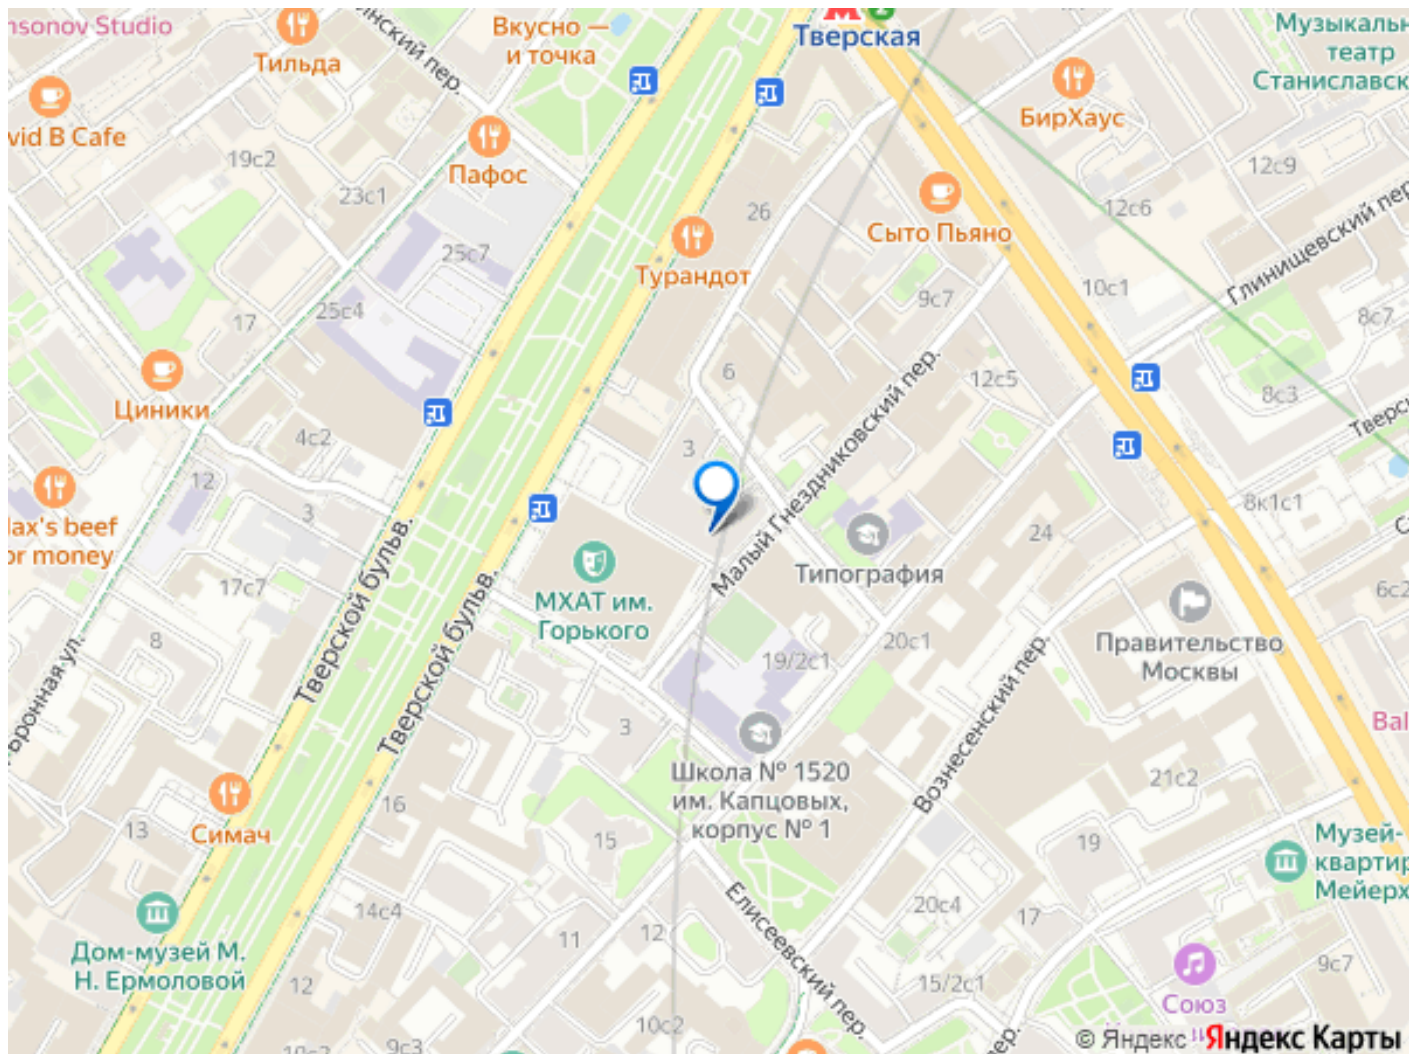 nsonov Studio
Тильда
Вкусно —
и точка
Тверская
Музыкальн
театр
Станиславск
нский пер.
vid B Cafe
19с2
23с1
Пафос
БирХаус
12с9
12с6
26
Сыто Пьяно
Турандот
Глинищевский пер
25с7
25с4
17
9с7
10с1
8с7
Циники
6
12с5
8с3
Тверс
4с2
12
3
3
Малый Гнездниковский пер.
8к1с1
ax's beef
or money
17с7
8
МХАТ им.
Горького
Типография
24
6с2
Правительство
Москвы
Тверской бульв.
Тверской бульв.
Бронная ул.
19/2с1
20с1
Вознесенский пер.
Bal
3
Школа № 1520
им. Капцовых,
корпус № 1
21с2
16
Симач
13
15
19
Музей-
квартир
Мейерх
14с4
Елисеевский пер.
20с4
17
11
12
Дом-музей М.
Н. Ермоловой
12
15/2с1
9с7
Союз
10с2
9с3
пер.
© Яндекс Яндекс Карты